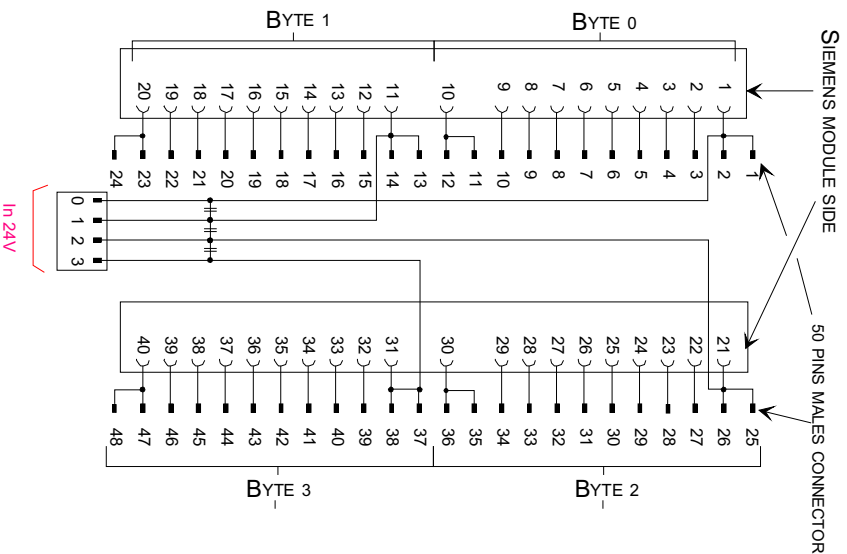 BYTE 1 BYTE 0
SIEMENS MODULE SIDE
20 19 18 17 16 15 14 13 12 11 10 9 8 7 6 5 4 3 2 1
24 23 22 21 20 19 18 17 16 15 14 13 12 11 10 9 8 7 6 5 4 3 2 1
0
1
2
3
In 24V
50 PINS MALES CONNECTOR
40 39 38 37 36 35 34 33 32 31 30 29 28 27 26 25 24 23 22 21
48 47 46 45 44 43 42 41 40 39 38 37 36 35 34 33 32 31 30 29 28 27 26 25
BYTE 3 BYTE 2